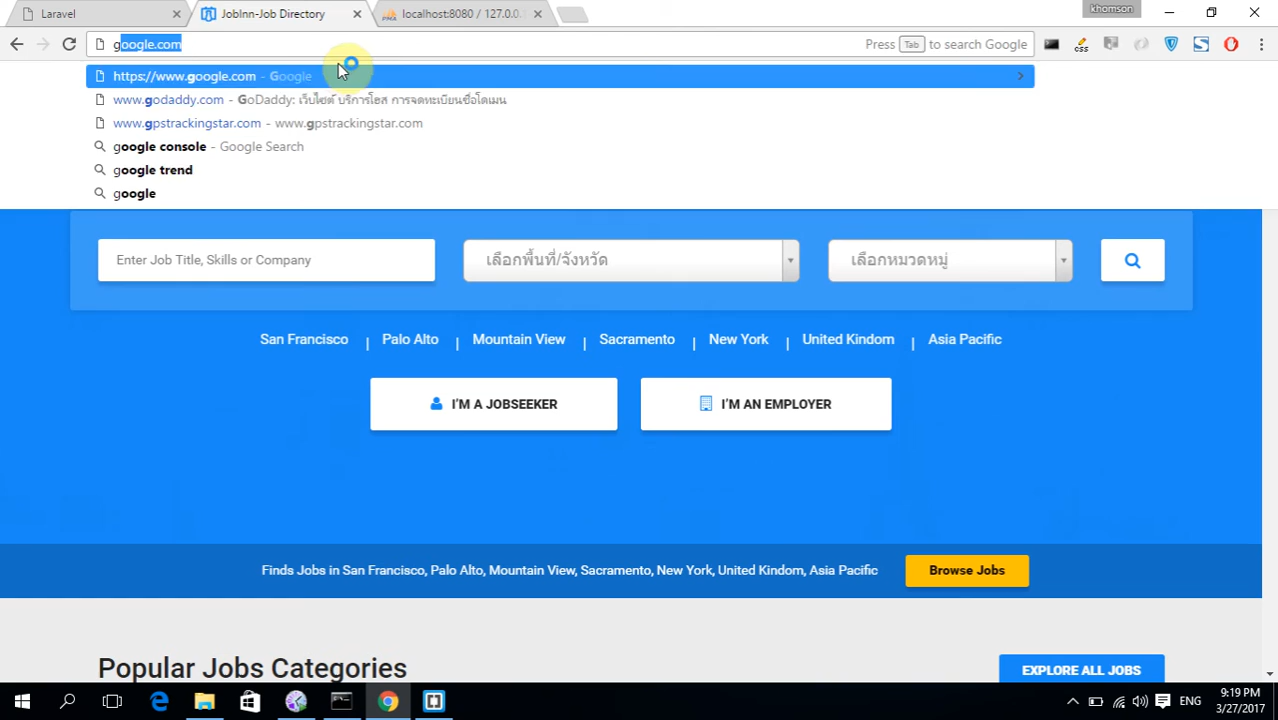 Laravel
JobInn-Job Directory
localhost:8080 / 127.0.0.1
khomson
google.com
Press Tab to search Google
https://www.google.com - Google
www.godaddy.com - GoDaddy: เว็บไซต์ บริการโฮส การจดทะเบียนชื่อโดเมน
www.gpstrackingstar.com - www.gpstrackingstar.com
google console - Google Search
google trend
google
Enter Job Title, Skills or Company
เลือกพื้นที่/จังหวัด
เลือกหมวดหมู่
San Francisco | Palo Alto | Mountain View | Sacramento | New York | United Kindom | Asia Pacific
I'M A JOBSEEKER
I'M AN EMPLOYER
Finds Jobs in San Francisco, Palo Alto, Mountain View, Sacramento, New York, United Kindom, Asia Pacific
Browse Jobs
Popular Jobs Categories
EXPLORE ALL JOBS
ENG
9:19 PM
3/27/2017